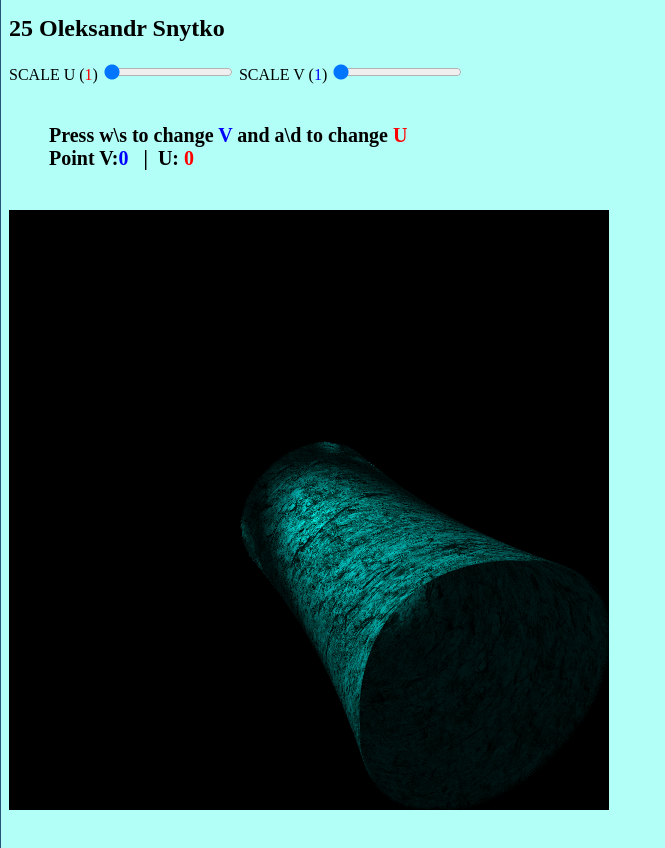 25 Oleksandr Snytko
SCALE U (1) SCALE V (1)
Press w\s to change V and a\d to change U
Point V:0 | U: 0